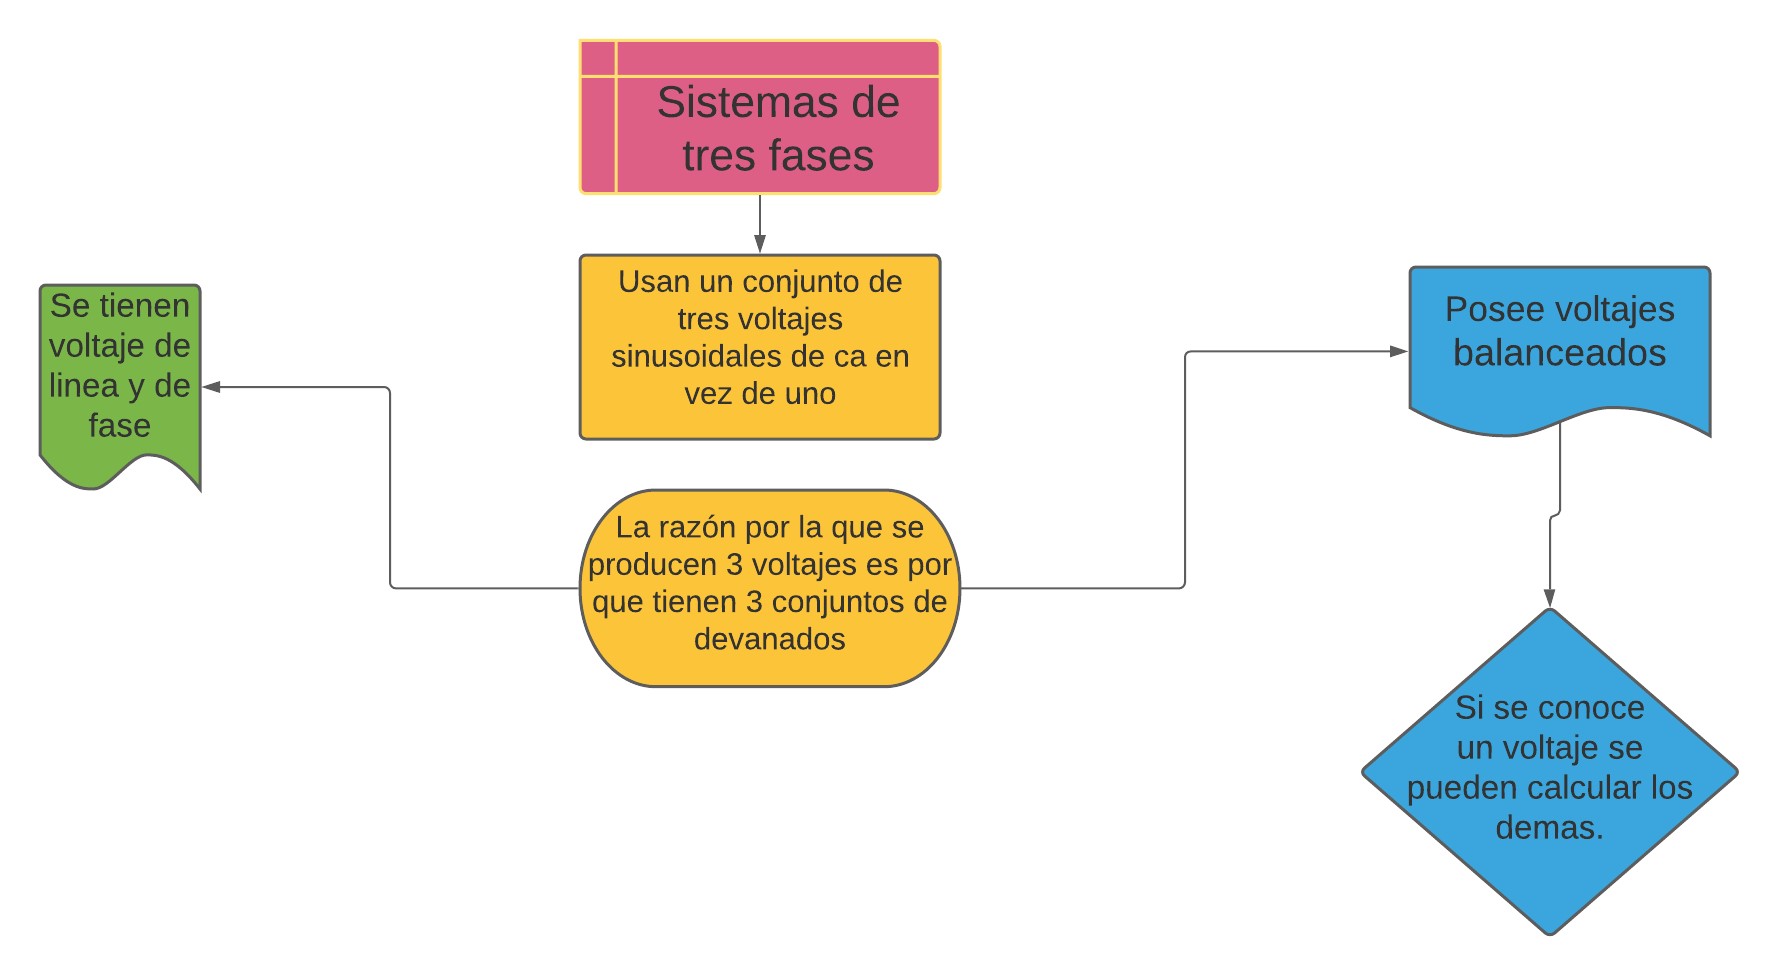 Sistemas de
tres fases
Usan un conjunto de
tres voltajes
sinusoidales de ca en
vez de uno
Se tienen
voltaje de
linea y de
fase
Posee voltajes
balanceados
La razón por la que se
producen 3 voltajes es por
que tienen 3 conjuntos de
devanados
Si se conoce
un voltaje se
pueden calcular los
demas.